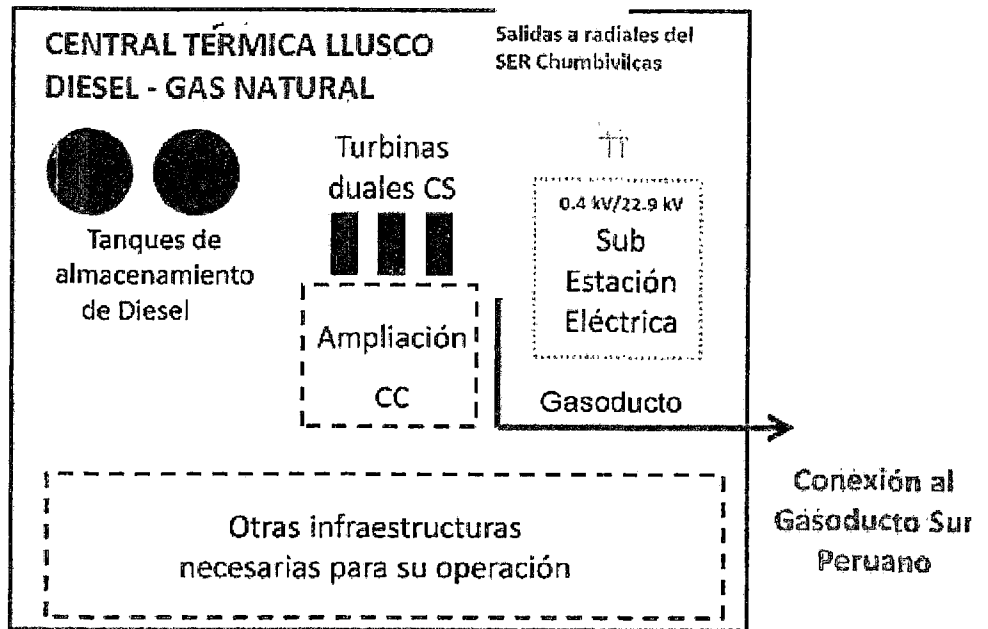 CENTRAL TÉRMICA LLUSCO
DIESEL - GAS NATURAL
Salidas a radiales del
SER Chumbivilcas
Tanques de
almacenamiento
de Diesel
Turbinas
duales CS
Ampliación
CC
0.4 kV/22.9 kV
Sub
Estación
Eléctrica
Gasoducto
Conexión al
Gasoducto Sur
Peruano
Otras infraestructuras
necesarias para su operación